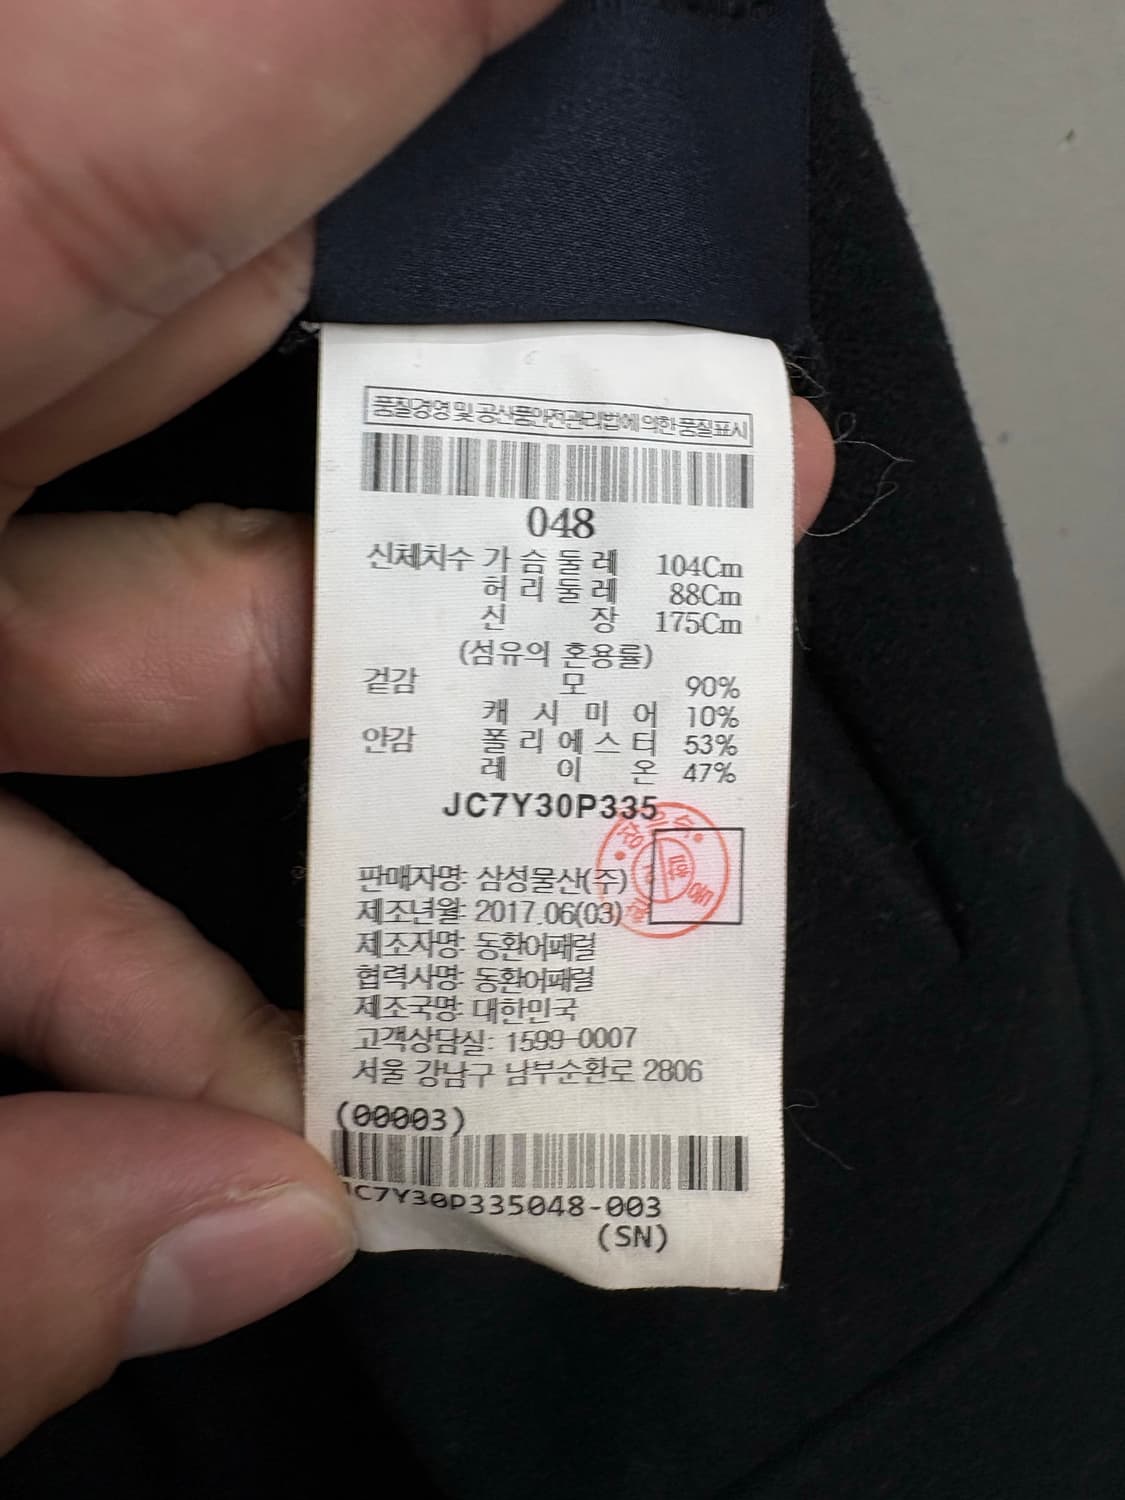 품질경영 및 공산품안전관리법에 의한 품질표시
048
신체치수 가슴둘레 104Cm
허리둘레 88Cm
신장 175Cm
(섬유의 혼용률)
겉감 모 90%
캐시미어 10%
안감 폴리에스터 53%
레이온 47%
JC7Y30P335
판매자명: 삼성물산(주)
제조년월: 2017.06(03)
제조자명: 동환어패럴
협력사명: 동환어패럴
제조국명: 대한민국
고객상담실: 1599-0007
서울 강남구 남부순환로 2806
(00003)
JC7Y30P335048-003
(SN)